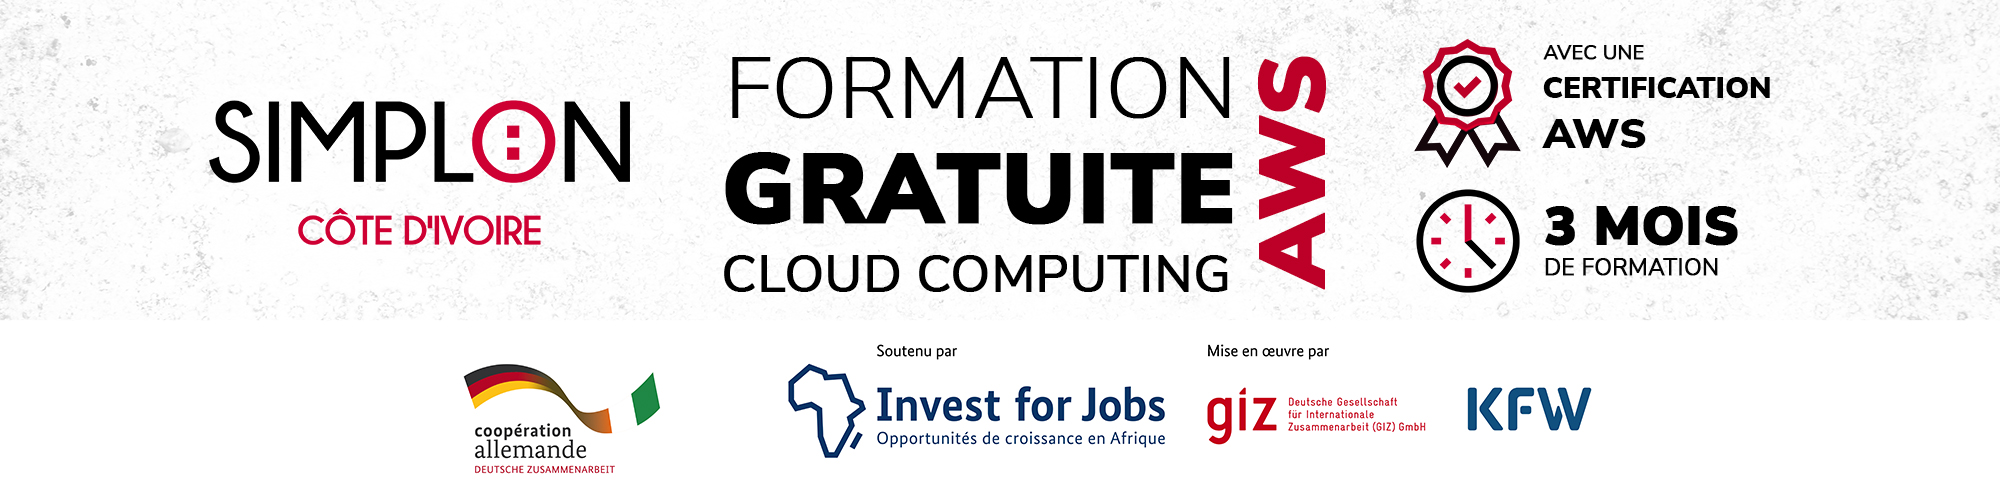 SIMPLON
CÔTE D'IVOIRE
FORMATION
GRATUITE
CLOUD COMPUTING
AWS
AVEC UNE
CERTIFICATION
AWS
3 MOIS
DE FORMATION
coopération
allemande
DEUTSCHE ZUSAMMENARBEIT
Soutenu par
Invest for Jobs
Opportunités de croissance en Afrique
Mise en œuvre par
giz
Deutsche Gesellschaft
für Internationale
Zusammenarbeit (GIZ) GmbH
KFW